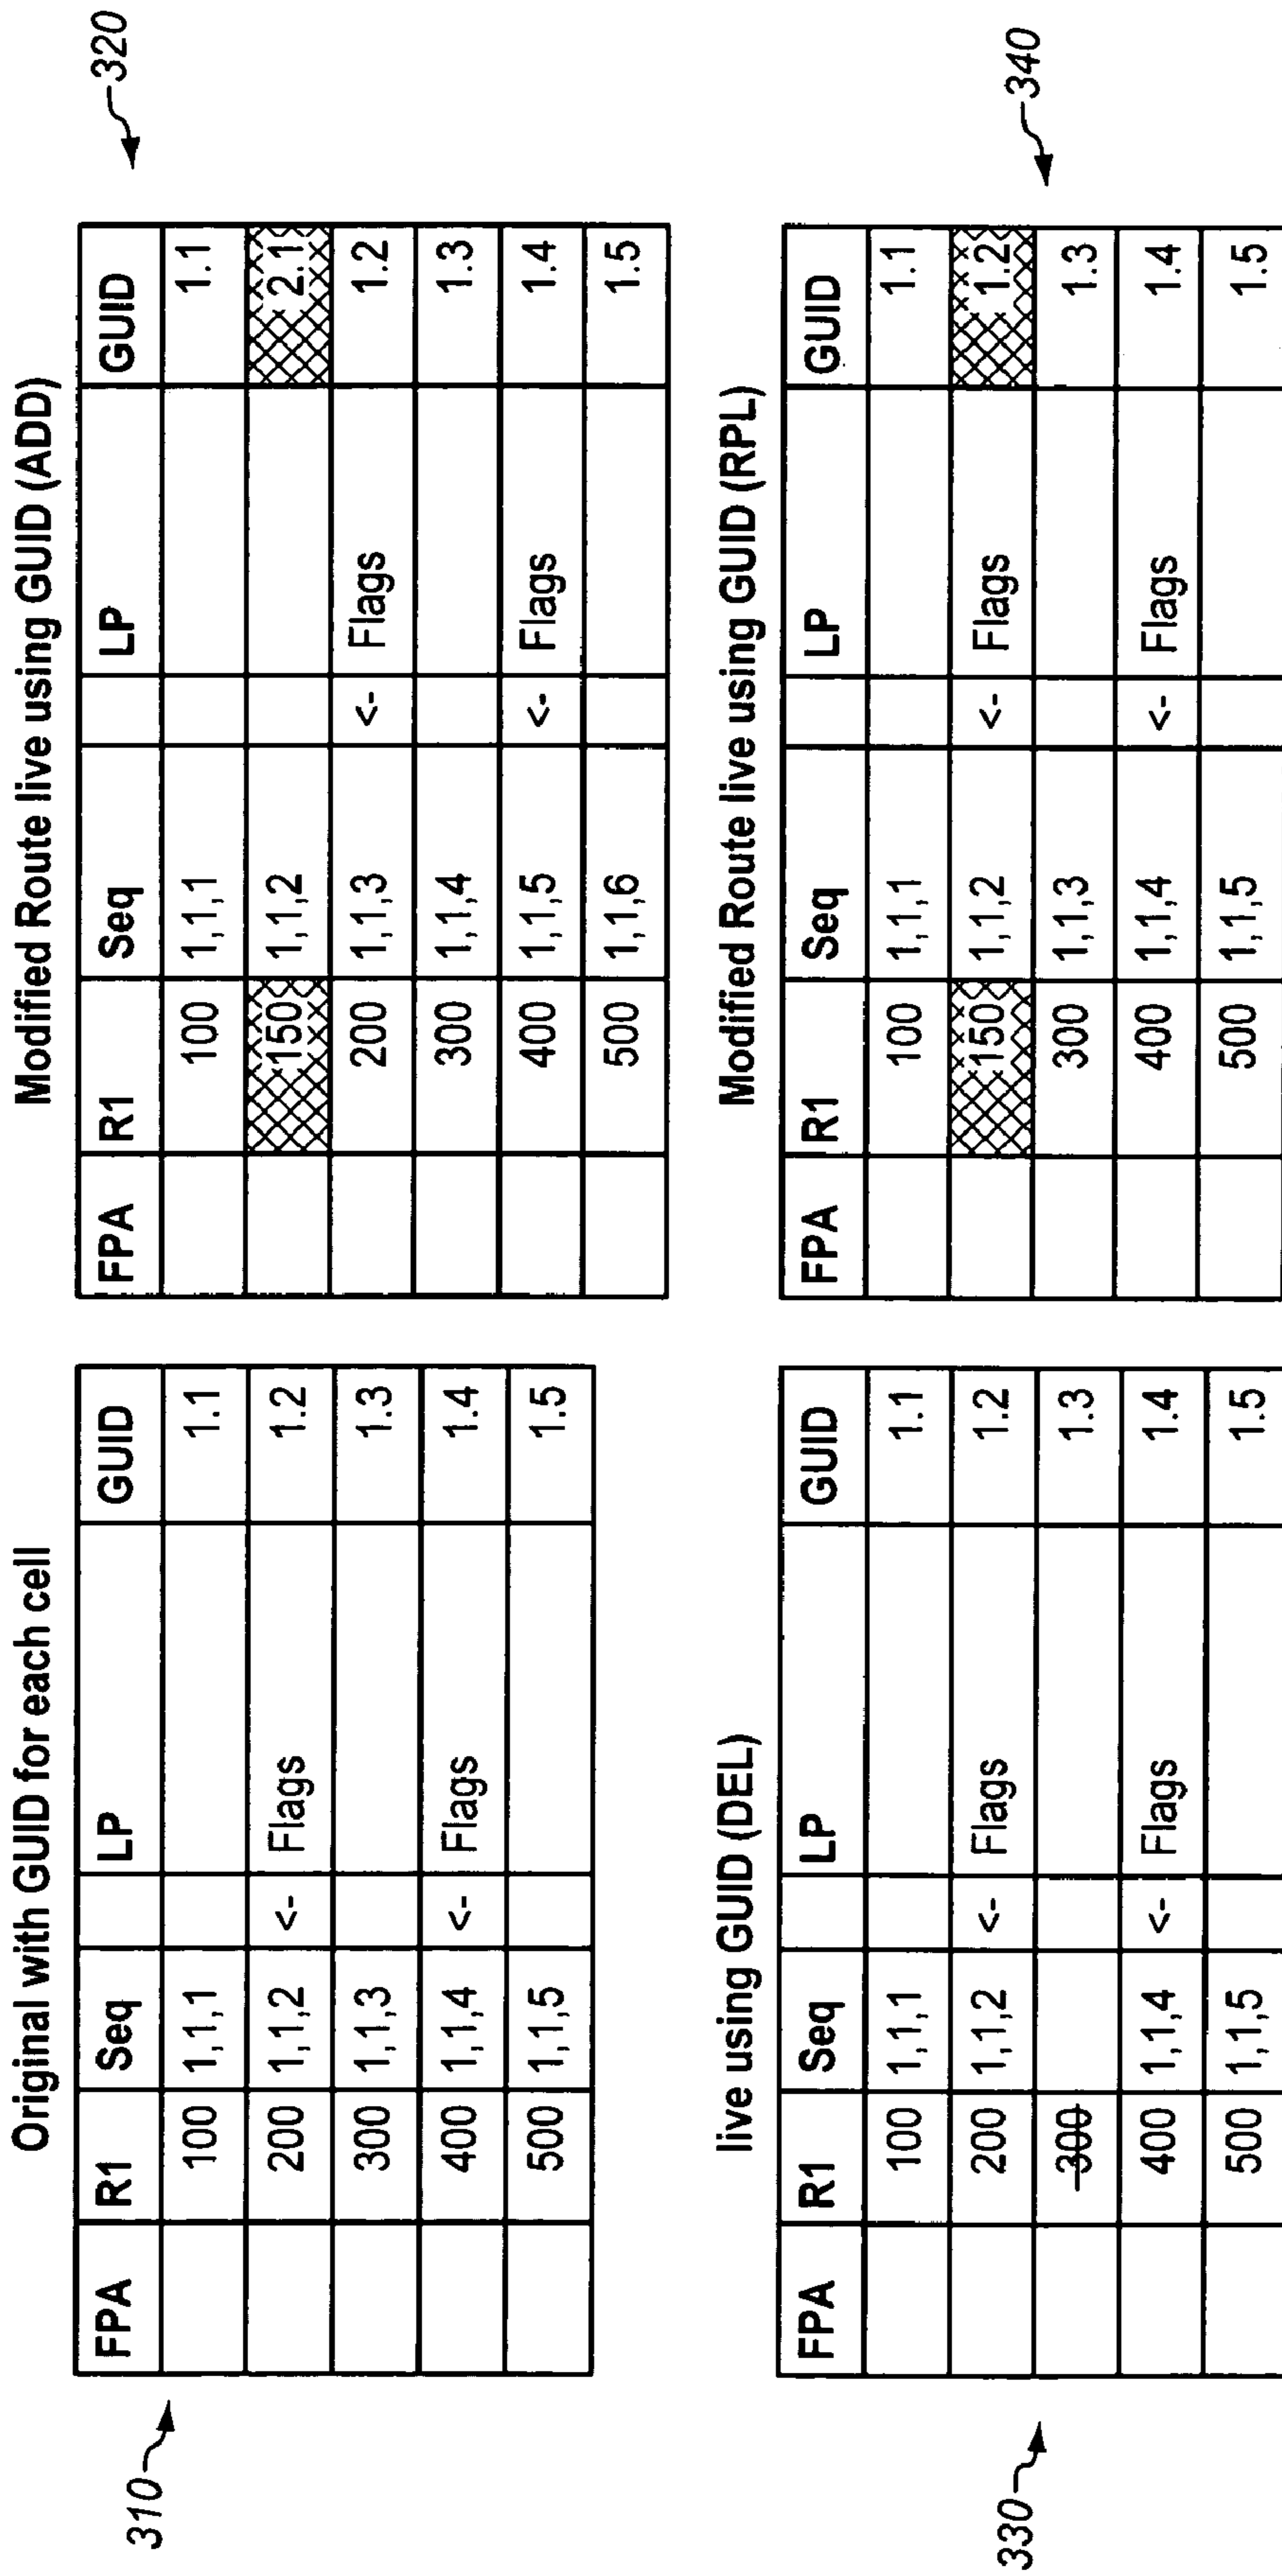 310
Original with GUID for each cell
FPA R1 Seq LP GUID
100 1,1,1 1.1
200 1,1,2 <- Flags 1.2
300 1,1,3 1.3
400 1,1,4 <- Flags 1.4
500 1,1,5 1.5
320
Modified Route live using GUID (ADD)
FPA R1 Seq LP GUID
100 1,1,1 1.1
150 1,1,2 2.1
200 1,1,3 <- Flags 1.2
300 1,1,4 1.3
400 1,1,5 <- Flags 1.4
500 1,1,6 1.5
330
live using GUID (DEL)
FPA R1 Seq LP GUID
100 1,1,1 1.1
200 1,1,2 <- Flags 1.2
300 1.3
400 1,1,4 <- Flags 1.4
500 1,1,5 1.5
340
Modified Route live using GUID (RPL)
FPA R1 Seq LP GUID
100 1,1,1 1.1
150 1,1,2 <- Flags 1.2
300 1,1,3 1.3
400 1,1,4 <- Flags 1.4
500 1,1,5 1.5